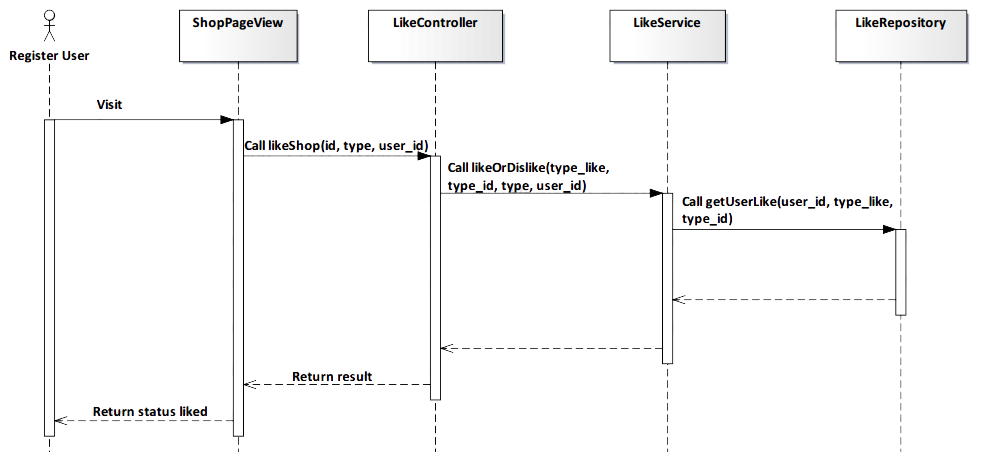 Register User
ShopPageView
LikeController
LikeService
LikeRepository
Visit
Call likeShop(id, type, user_id)
Call likeOrDislike(type_like,
type_id, type, user_id)
Call getUserLike(user_id, type_like,
type_id)
Return result
Return status liked